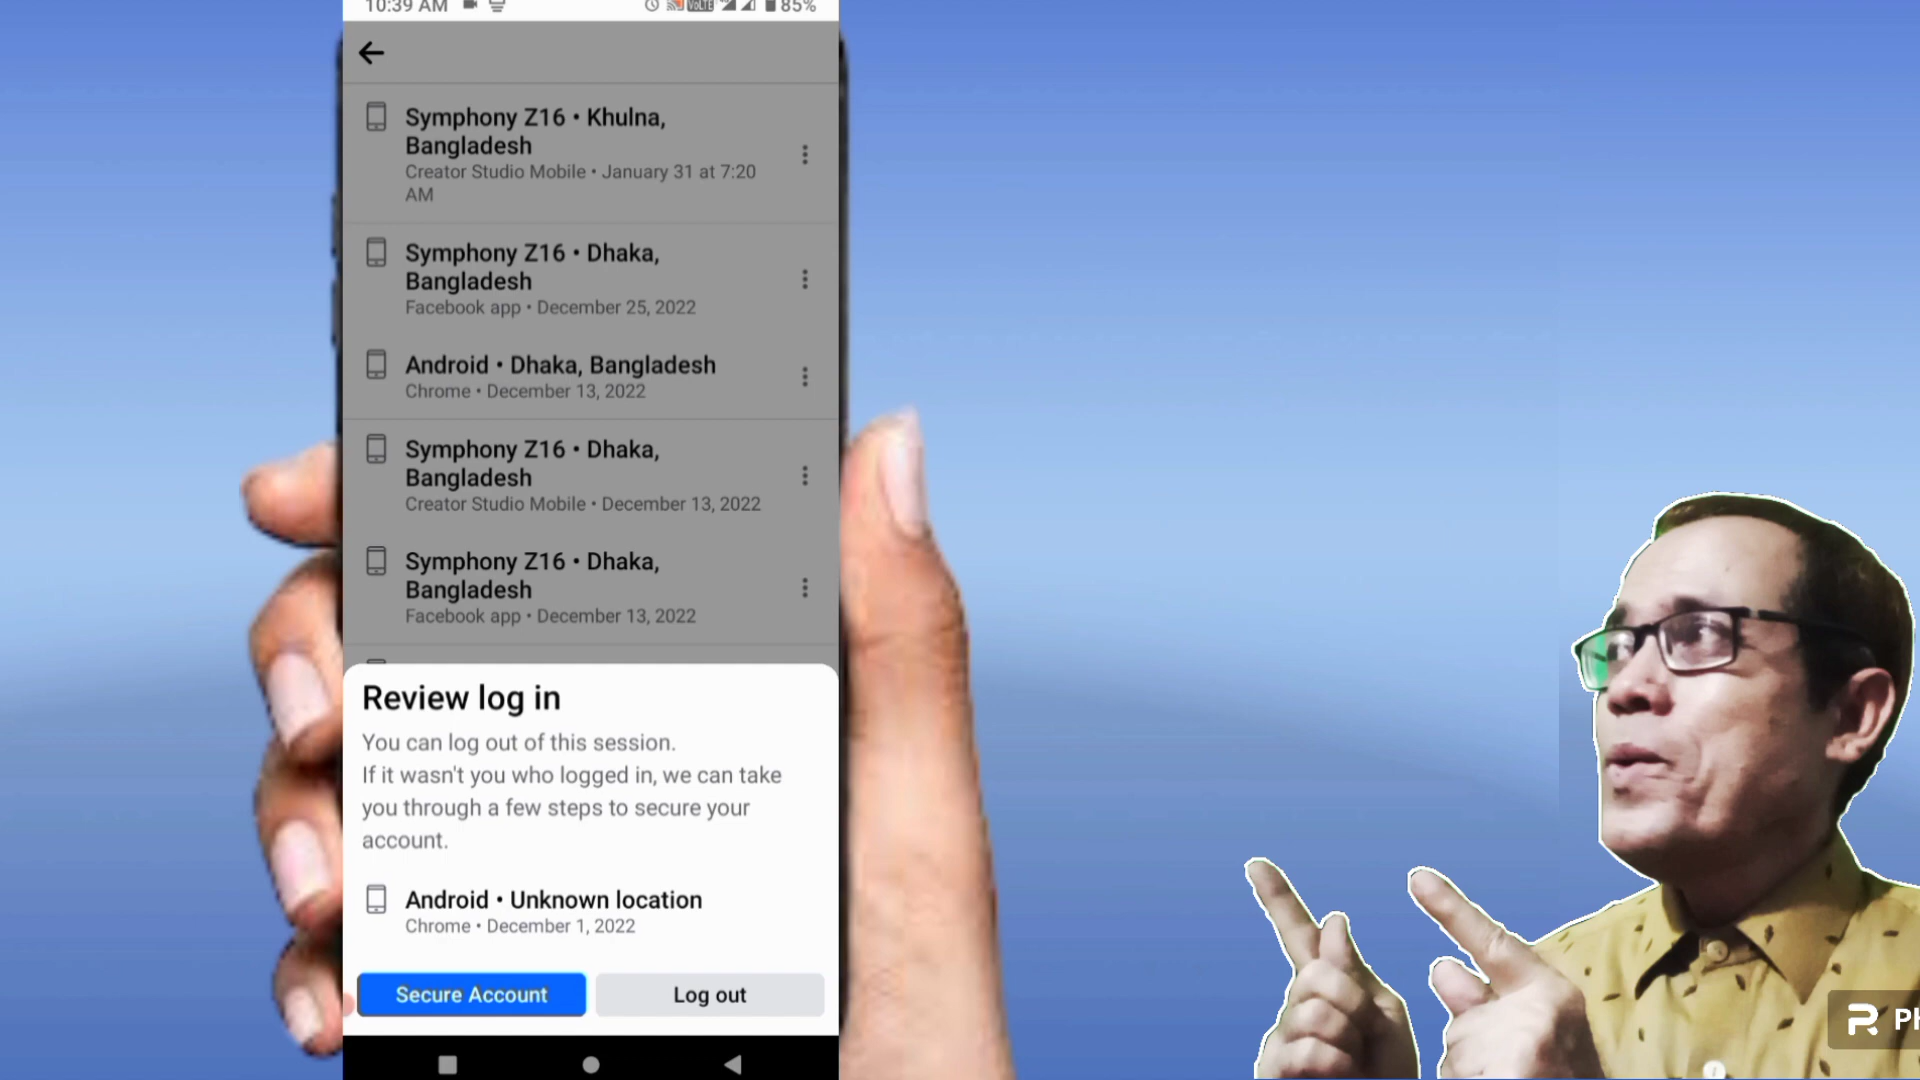 10:39 AM
VoLTE
85%
Symphony Z16 • Khulna,
Bangladesh
Creator Studio Mobile • January 31 at 7:20
AM
Symphony Z16 • Dhaka,
Bangladesh
Facebook app • December 25, 2022
Android • Dhaka, Bangladesh
Chrome • December 13, 2022
Symphony Z16 • Dhaka,
Bangladesh
Creator Studio Mobile • December 13, 2022
Symphony Z16 • Dhaka,
Bangladesh
Facebook app • December 13, 2022
Review log in
You can log out of this session.
If it wasn't you who logged in, we can take
you through a few steps to secure your
account.
Android • Unknown location
Chrome • December 1, 2022
Secure Account
Log out